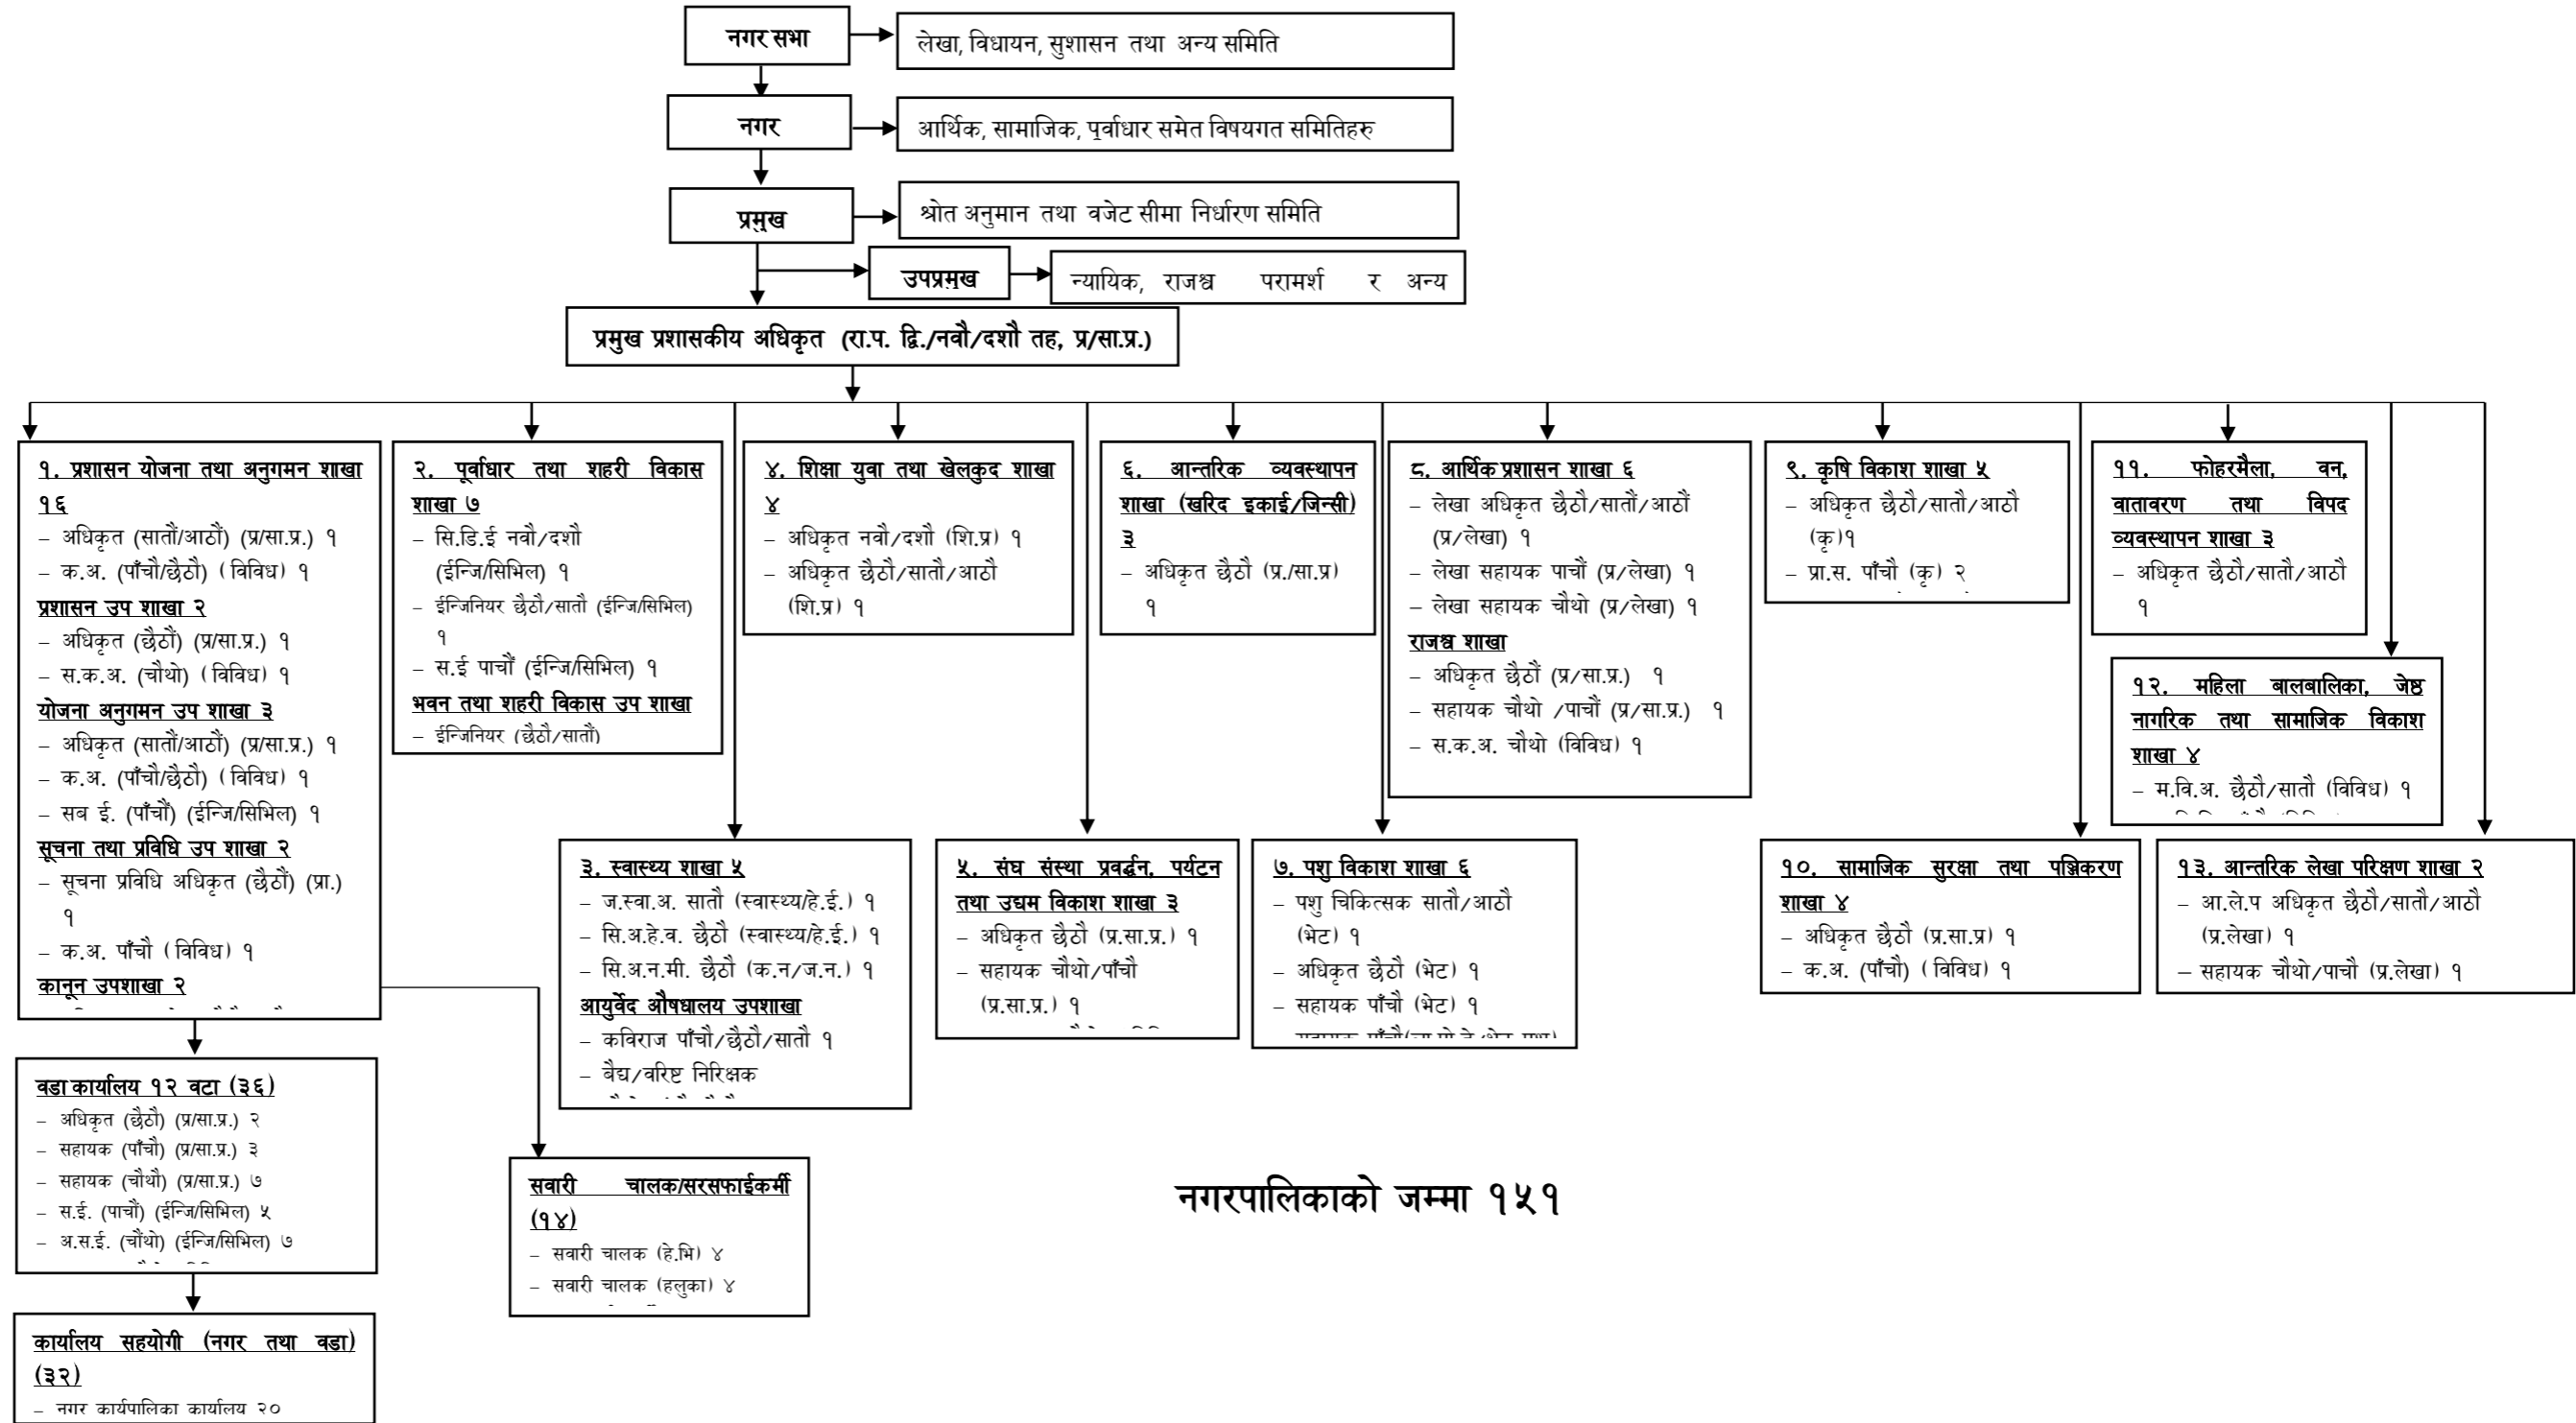 नगर सभा
लेखा, विधायन, सुशासन तथा अन्य समिति
नगर
आर्थिक, सामाजिक, पूर्वाधार समेत विषयगत समितिहरु
प्रमुख
श्रोत अनुमान तथा वजेट सीमा निर्धारण समिति
उपप्रमुख
न्यायिक, राजश्व परामर्श र अन्य
प्रमुख प्रशासकीय अधिकृत (रा.प. द्वि./नवौ/दशौ तह, प्र/सा.प्र.)
१. प्रशासन योजना तथा अनुगमन शाखा
१६
– अधिकृत (सातौं/आठौं) (प्र/सा.प्र.) १
– क.अ. (पाँचौ/छैठौ) (विविध) १
प्रशासन उप शाखा २
– अधिकृत (छैठौं) (प्र/सा.प्र.) १
– स.क.अ. (चौथो) (विविध) १
योजना अनुगमन उप शाखा ३
– अधिकृत (सातौं/आठौं) (प्र/सा.प्र.) १
– क.अ. (पाँचौ/छैठौ) (विविध) १
– सब ई. (पाँचौं) (ईन्जि/सिभिल) १
सूचना तथा प्रविधि उप शाखा २
– सूचना प्रविधि अधिकृत (छैठौं) (प्रा.)
१
– क.अ. पाँचौ (विविध) १
कानून उपशाखा २
२. पूर्वाधार तथा शहरी विकास
शाखा ७
– सि.डि.ई नवौ/दशौ
(ईन्जि/सिभिल) १
– ईन्जिनियर छैठौ/सातौ (ईन्जि/सिभिल)
१
– स.ई पाचौं (ईन्जि/सिभिल) १
भवन तथा शहरी विकास उप शाखा
– ईन्जिनियर (छैठौ/सातौं)
४. शिक्षा युवा तथा खेलकुद शाखा
४
– अधिकृत नवौ/दशौ (शि.प्र) १
– अधिकृत छैठौ/सातौ/आठौ
(शि.प्र) १
६. आन्तरिक व्यवस्थापन
शाखा (खरिद इकाई/जिन्सी)
३
– अधिकृत छैठौ (प्र./सा.प्र)
१
८. आर्थिक प्रशासन शाखा ६
– लेखा अधिकृत छैठौ/सातौं/आठौं
(प्र/लेखा) १
– लेखा सहायक पाचौं (प्र/लेखा) १
– लेखा सहायक चौथो (प्र/लेखा) १
राजश्व शाखा
– अधिकृत छैठौं (प्र/सा.प्र.) १
– सहायक चौथो /पाचौं (प्र/सा.प्र.) १
– स.क.अ. चौथो (विविध) १
९. कृषि विकाश शाखा ५
– अधिकृत छैठौ/सातौ/आठौ
(कृ)१
– प्रा.स. पाँचौ (कृ) २
११. फोहरमैला, वन,
वातावरण तथा विपद
व्यवस्थापन शाखा ३
– अधिकृत छैठौ/सातौ/आठौ
१
१२. महिला बालबालिका, जेष्ठ
नागरिक तथा सामाजिक विकाश
शाखा ४
– म.वि.अ. छैठौ/सातौ (विविध) १
३. स्वास्थ्य शाखा ५
– ज.स्वा.अ. सातौ (स्वास्थ्य/हे.ई.) १
– सि.अ.हे.व. छैठौ (स्वास्थ्य/हे.ई.) १
– सि.अ.न.मी. छैठौ (क.न/ज.न.) १
आयुर्वेद औषधालय उपशाखा
– कविराज पाँचौ/छैठौ/सातौ १
– बैद्य/वरिष्ट निरिक्षक
५. संघ संस्था प्रवर्द्धन, पर्यटन
तथा उद्यम विकाश शाखा ३
– अधिकृत छैठौ (प्र.सा.प्र.) १
– सहायक चौथो/पाँचौ
(प्र.सा.प्र.) १
७. पशु विकाश शाखा ६
– पशु चिकित्सक सातौ/आठौ
(भेट) १
– अधिकृत छैठौ (भेट) १
– सहायक पाँचौ (भेट) १
१०. सामाजिक सुरक्षा तथा पञ्जिकरण
शाखा ४
– अधिकृत छैठौ (प्र.सा.प्र) १
– क.अ. (पाँचौ) (विविध) १
१३. आन्तरिक लेखा परिक्षण शाखा २
– आ.ले.प अधिकृत छैठौ/सातौ/आठौ
(प्र.लेखा) १
– सहायक चौथो/पाचौ (प्र.लेखा) १
वडा कार्यालय १२ वटा (३६)
– अधिकृत (छैठौ) (प्र/सा.प्र.) २
– सहायक (पाँचौ) (प्र/सा.प्र.) ३
– सहायक (चौथौ) (प्र/सा.प्र.) ७
– स.ई. (पाचौं) (ईन्जि/सिभिल) ५
– अ.स.ई. (चौंथो) (ईन्जि/सिभिल) ७
सवारी चालक/सरसफाईकर्मी
(१४)
– सवारी चालक (हे.भि) ४
– सवारी चालक (हलुका) ४
नगरपालिकाको जम्मा १५१
कार्यालय सहयोगी (नगर तथा वडा)
(३२)
– नगर कार्यपालिका कार्यालय २०